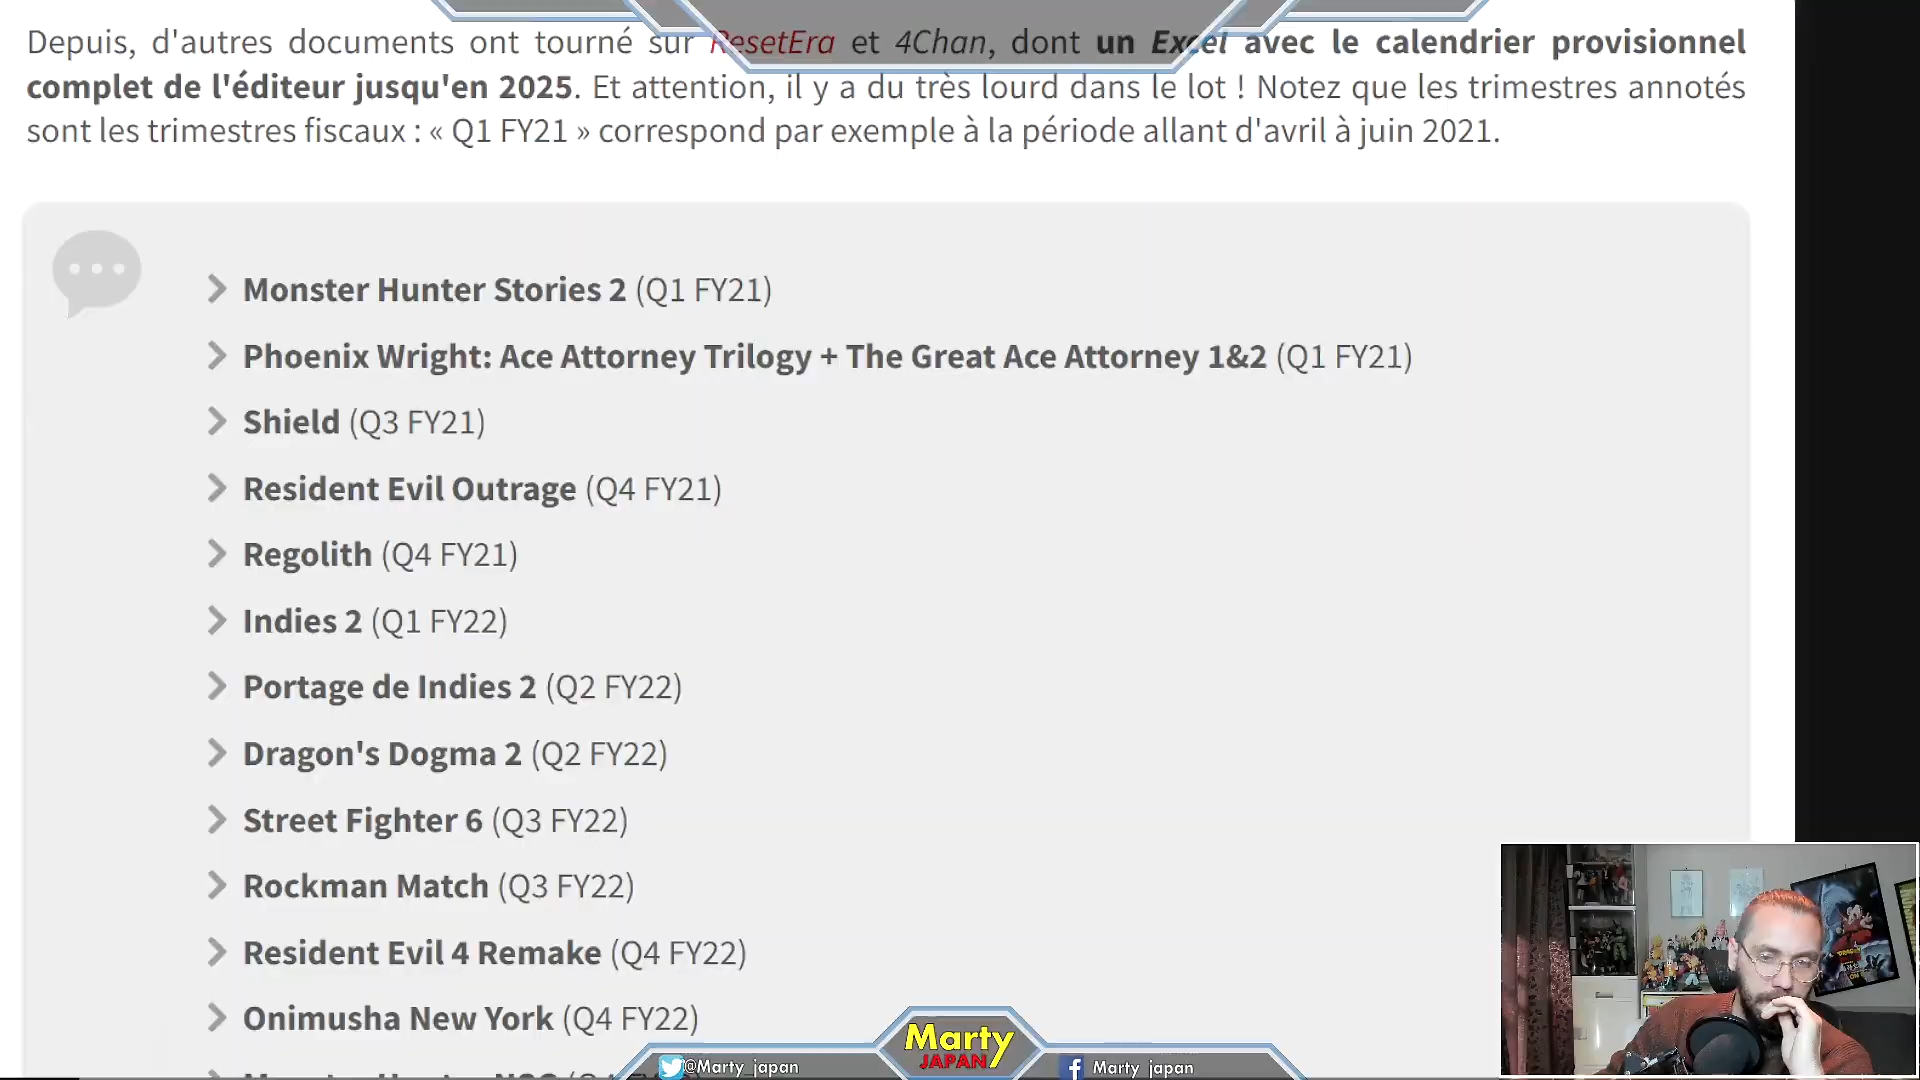 Depuis, d'autres documents ont tourné sur ResetEra et 4Chan, dont un Excel avec le calendrier provisionnel
complet de l'éditeur jusqu'en 2025. Et attention, il y a du très lourd dans le lot ! Notez que les trimestres annotés
sont les trimestres fiscaux : « Q1 FY21 » correspond par exemple à la période allant d'avril à juin 2021.
Monster Hunter Stories 2 (Q1 FY21)
Phoenix Wright: Ace Attorney Trilogy + The Great Ace Attorney 1&2 (Q1 FY21)
Shield (Q3 FY21)
Resident Evil Outrage (Q4 FY21)
Regolith (Q4 FY21)
Indies 2 (Q1 FY22)
Portage de Indies 2 (Q2 FY22)
Dragon's Dogma 2 (Q2 FY22)
Street Fighter 6 (Q3 FY22)
Rockman Match (Q3 FY22)
Resident Evil 4 Remake (Q4 FY22)
Onimusha New York (Q4 FY22)
Marty
JAPAN
@Marty_japan
Marty japan